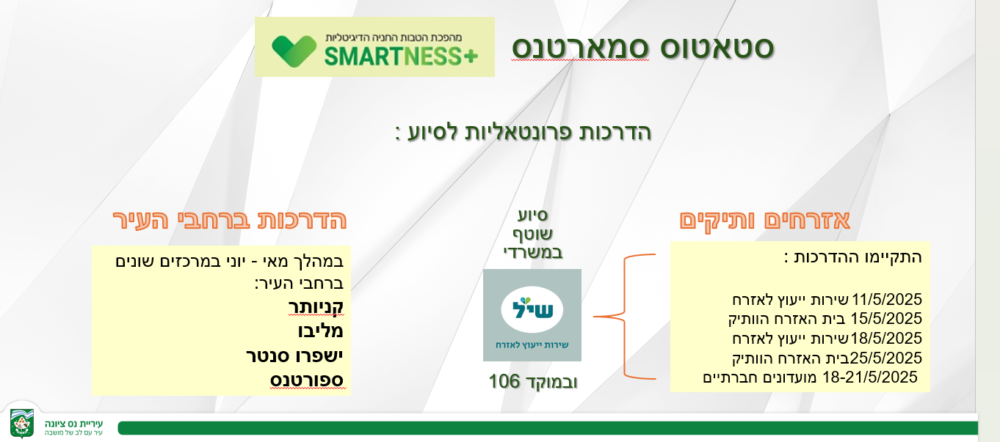 סטאטוס סמארטנס
מהפכת הטבות החניה הדיגיטליות
SMARTNESS+
הדרכות פרונטאליות לסיוע :
אזרחים ותיקים
התקיימו ההדרכות :
11/5/2025 שירות ייעוץ לאזרח
15/5/2025 בית האזרח הוותיק
18/5/2025שירות ייעוץ לאזרח
25/5/2025בית האזרח הוותיק
18-21/5/2025 מועדונים חברתיים
סיוע
שוטף
במשרדי
שיל
שירות ייעוץ לאזרח
ובמוקד 106
הדרכות ברחבי העיר
במהלך מאי - יוני במרכזים שונים
ברחבי העיר:
קניותר
מליבו
ישפרו סנטר
ספורטנס
עיריית נס ציונה
עיר עם לב של מושבה